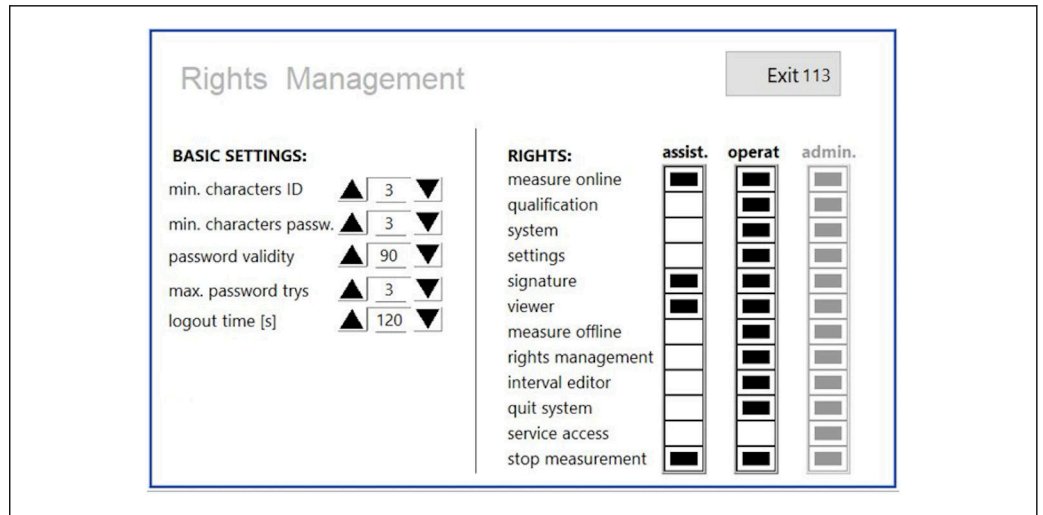 Rights Management
Exit 113
BASIC SETTINGS:
min. characters ID 3
min. characters passw. 3
password validity 90
max. password trys 3
logout time [s] 120
RIGHTS: assist. operat admin.
measure online
qualification
system
settings
signature
viewer
measure offline
rights management
interval editor
quit system
service access
stop measurement